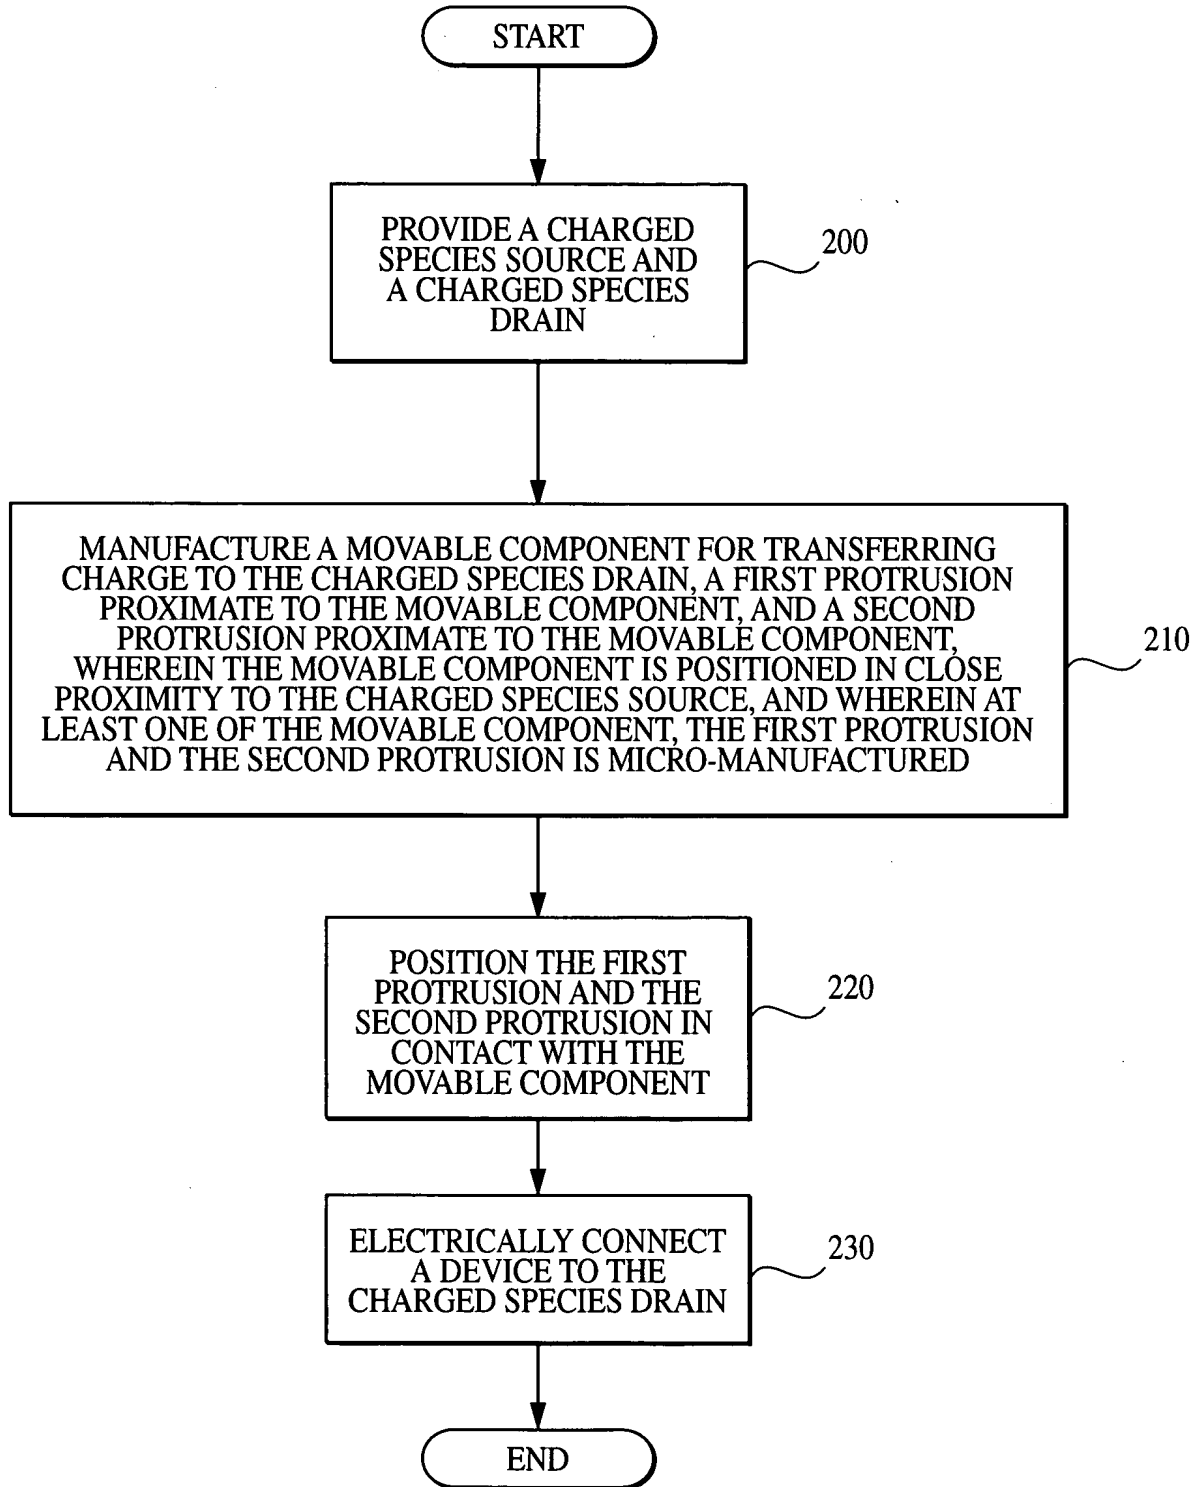 START
PROVIDE A CHARGED
SPECIES SOURCE AND
A CHARGED SPECIES
DRAIN
200
MANUFACTURE A MOVABLE COMPONENT FOR TRANSFERRING
CHARGE TO THE CHARGED SPECIES DRAIN, A FIRST PROTRUSION
PROXIMATE TO THE MOVABLE COMPONENT, AND A SECOND
PROTRUSION PROXIMATE TO THE MOVABLE COMPONENT,
WHEREIN THE MOVABLE COMPONENT IS POSITIONED IN CLOSE
PROXIMITY TO THE CHARGED SPECIES SOURCE, AND WHEREIN AT
LEAST ONE OF THE MOVABLE COMPONENT, THE FIRST PROTRUSION
AND THE SECOND PROTRUSION IS MICRO-MANUFACTURED
210
POSITION THE FIRST
PROTRUSION AND THE
SECOND PROTRUSION IN
CONTACT WITH THE
MOVABLE COMPONENT
220
ELECTRICALLY CONNECT
A DEVICE TO THE
CHARGED SPECIES DRAIN
230
END